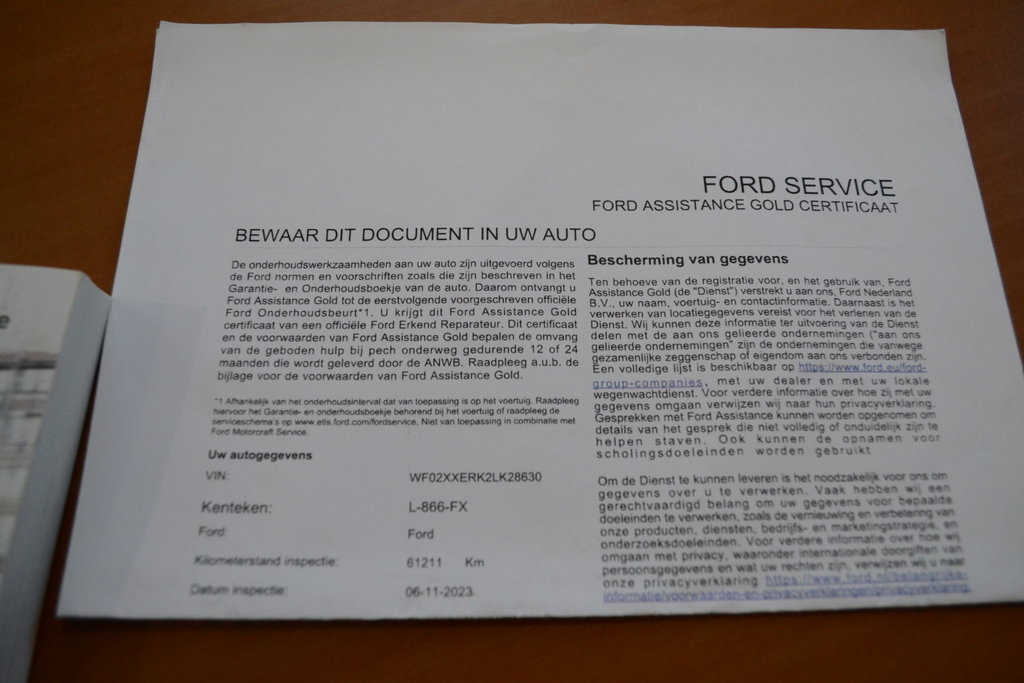 FORD SERVICE
FORD ASSISTANCE GOLD CERTIFICAAT
BEWAAR DIT DOCUMENT IN UW AUTO
De onderhoudswerkzaamheden aan uw auto zijn uitgevoerd volgens
de Ford normen en voorschriften zoals die zijn beschreven in het
Garantie- en Onderhoudsboekje van de auto. Daarom ontvangt u
Ford Assistance Gold tot de eerstvolgende voorgeschreven officiële
Ford Onderhoudsbeurt*1. U krijgt dit Ford Assistance Gold
certificaat van een officiële Ford Erkend Reparateur. Dit certificaat
en de voorwaarden van Ford Assistance Gold bepalen de omvang
van de geboden hulp bij pech onderweg gedurende 12 of 24
maanden die wordt geleverd door de ANWB. Raadpleeg a.u.b. de
bijlage voor de voorwaarden van Ford Assistance Gold.
*1 Afhankelijk van het onderhoudsinterval dat van toepassing is op het voertuig. Raadpleeg
hiervoor het Garantie- en onderhoudsboekje behorend bij het voertuig of raadpleeg de
serviceschema's op www.etis.ford.com/fordservice. Niet van toepassing in combinatie met
Ford Motorcraft Service.
Uw autogegevens
VIN: WF02XXERK2LK28630
Kenteken: L-866-FX
Ford: Ford
Kilometerstand inspectie: 61211 Km
Datum inspectie: 06-11-2023
Bescherming van gegevens
Ten behoeve van de registratie voor, en het gebruik van, Ford
Assistance Gold (de "Dienst") verstrekt u aan ons, Ford Nederland
B.V., uw naam, voertuig- en contactinformatie. Daarnaast is het
verwerken van locatiegegevens vereist voor het verlenen van de
Dienst. Wij kunnen deze informatie ter uitvoering van de Dienst
delen met de aan ons gelieerde ondernemingen ("aan ons
gelieerde ondernemingen" zijn de ondernemingen die vanwege
gezamenlijke zeggenschap of eigendom aan ons verbonden zijn.
Een volledige lijst is beschikbaar op https://www.ford.eu/ford-
group-companies, met uw dealer en met uw lokale
wegenwachtdienst. Voor verdere informatie over hoe zij met uw
gegevens omgaan verwijzen wij naar hun privacyverklaring.
Gesprekken met Ford Assistance kunnen worden opgenomen om
details van het gesprek die niet volledig of onduidelijk zijn te
helpen staven. Ook kunnen de opnamen voor
scholingsdoeleinden worden gebruikt
Om de Dienst te kunnen leveren is het noodzakelijk voor ons om
gegevens over u te verwerken. Vaak hebben wij een
gerechtvaardigd belang om uw gegevens voor bepaalde
doeleinden te verwerken, zoals de vernieuwing en verbetering van
onze producten, diensten, bedrijfs- en marketingstrategie, en
onderzoeksdoeleinden. Voor verdere informatie over hoe wij
omgaan met privacy, waaronder internationale doorgiften van
persoonsgegevens en wat uw rechten zijn, verwijzen wij u naar
onze privacyverklaring https://www.ford.nl/belangrijke-
informatie/voorwaarden-en-privacyverklaringen/privacyverklaring.
e